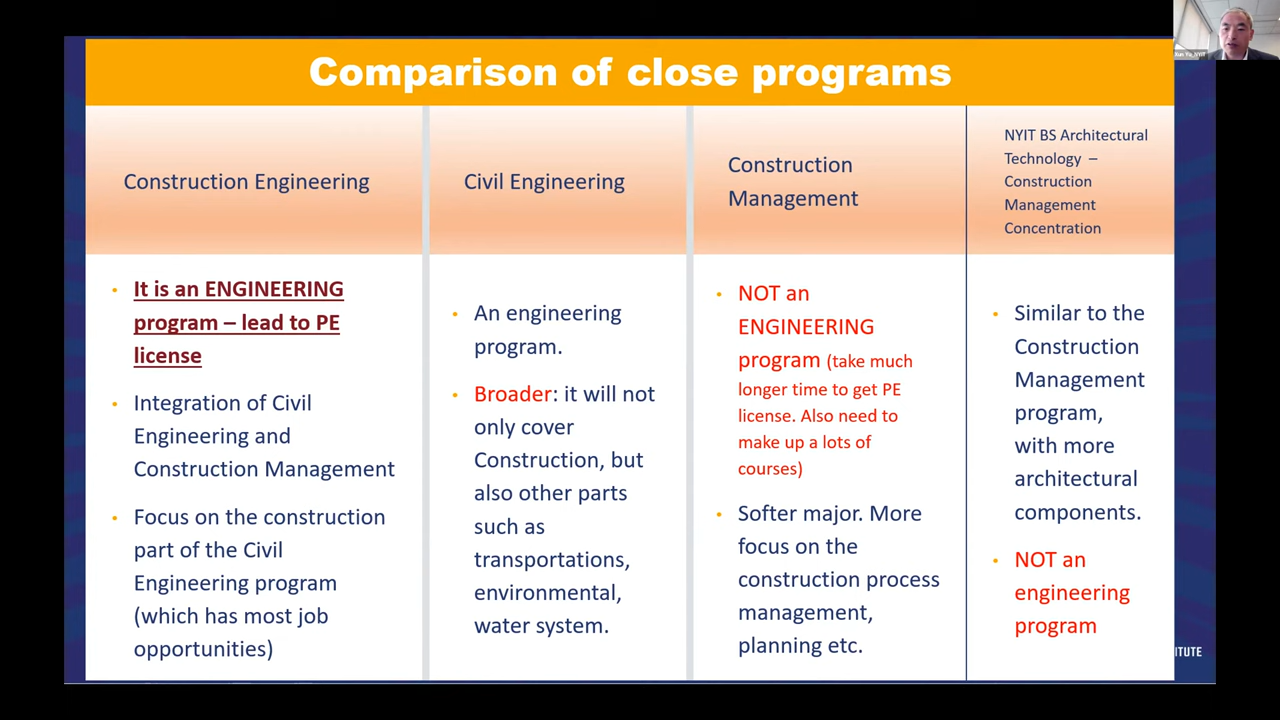 Comparison of close programs
Construction Engineering
Civil Engineering
Construction
Management
NYIT BS Architectural
Technology –
Construction
Management
Concentration
• It is an ENGINEERING
program – lead to PE
license
• Integration of Civil
Engineering and
Construction Management
• Focus on the construction
part of the Civil
Engineering program
(which has most job
opportunities)
• An engineering
program.
• Broader: it will not
only cover
Construction, but
also other parts
such as
transportations,
environmental,
water system.
• NOT an
ENGINEERING
program (take much
longer time to get PE
license. Also need to
make up a lots of
courses)
• Softer major. More
focus on the
construction process
management,
planning etc.
• Similar to the
Construction
Management
program,
with more
architectural
components.
• NOT an
engineering
program
ITUTE